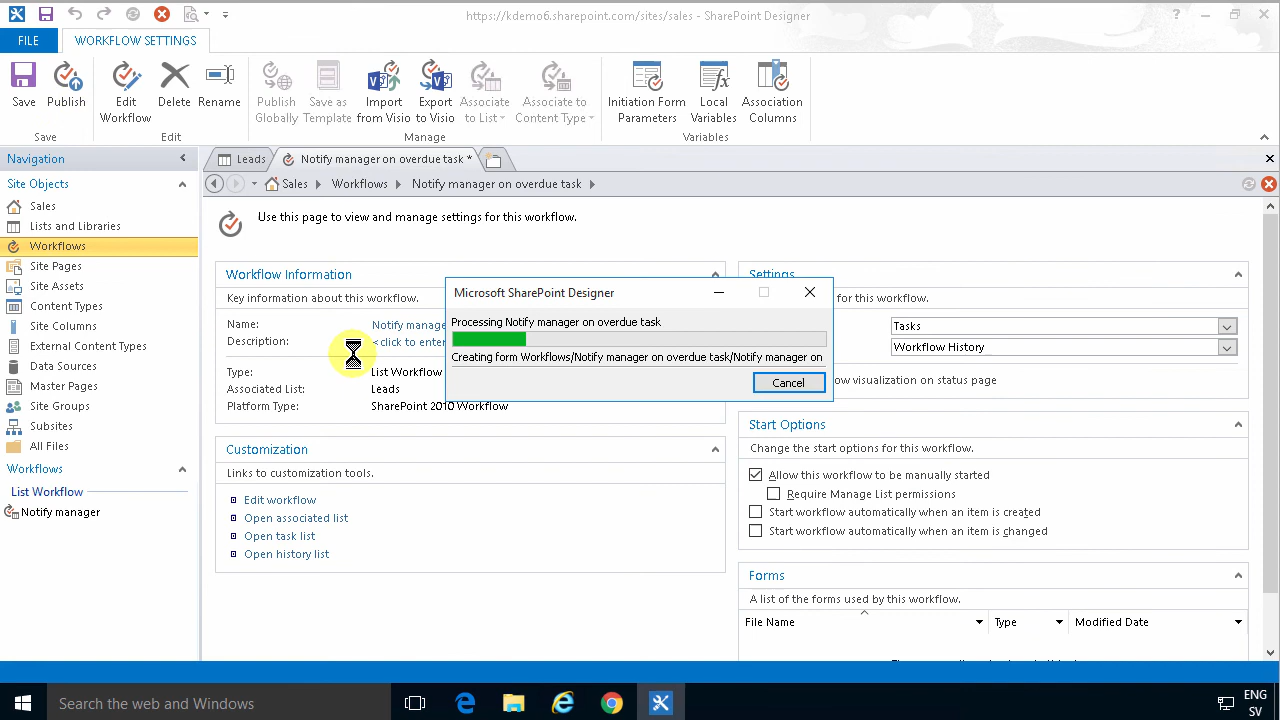 https://kdemo6.sharpoint.com/sites/sales - SharePoint Designer
FILE
WORKFLOW SETTINGS
Save
Publish
Edit Workflow
Delete
Rename
Publish Globally
Save as Template
Import from Visio
Export to Visio
Associate to List
Associate to Content Type
Initiation Form Parameters
Local Variables
Association Columns
Save
Edit
Manage
Variables
Navigation
Leads
Notify manager on overdue task *
Site Objects
Sales
Workflows
Notify manager on overdue task
Sales
Lists and Libraries
Workflows
Site Pages
Site Assets
Content Types
Site Columns
External Content Types
Data Sources
Master Pages
Site Groups
Subsites
All Files
Workflows
List Workflow
Notify manager
Use this page to view and manage settings for this workflow.
Workflow Information
Key information about this workflow.
Name: Notify manage
Description: <click to enter
Type: List Workflow
Associated List: Leads
Platform Type: SharePoint 2010 Workflow
Customization
Links to customization tools.
Edit workflow
Open associated list
Open task list
Open history list
Microsoft SharePoint Designer
Processing Notify manager on overdue task
Creating form Workflows/Notify manager on overdue task/Notify manager on
Cancel
Settings
for this workflow.
Tasks
Workflow History
ow visualization on status page
Start Options
Change the start options for this workflow.
Allow this workflow to be manually started
Require Manage List permissions
Start workflow automatically when an item is created
Start workflow automatically when an item is changed
Forms
A list of the forms used by this workflow.
File Name
Type
Modified Date
Search the web and Windows
ENG
SV